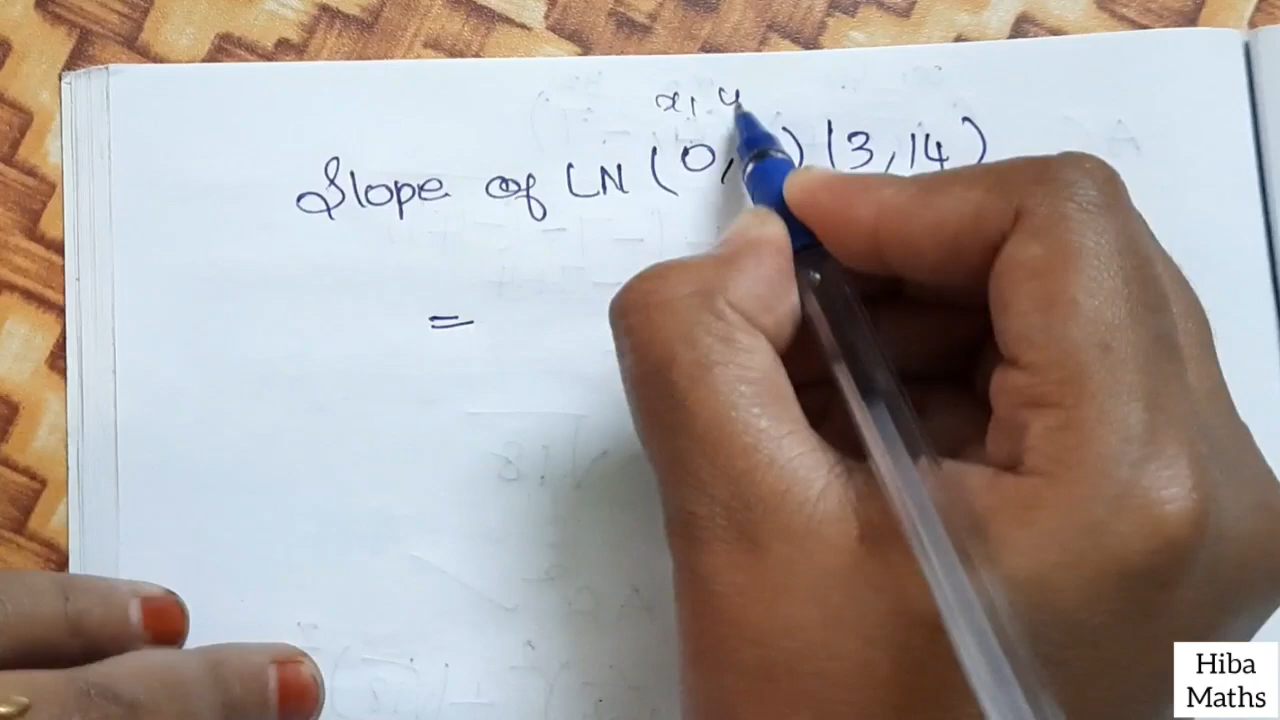 x₁ y
Slope of LN (0, ) (3, 14)
=
Hiba
Maths